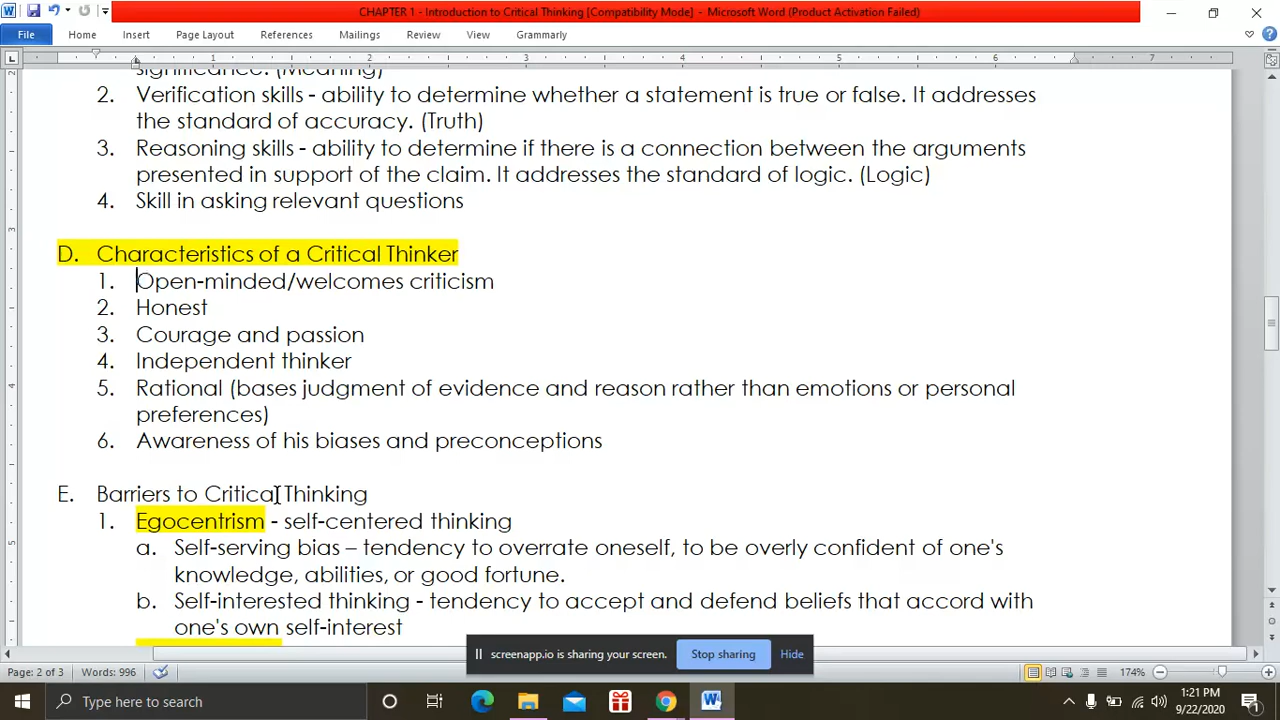 CHAPTER 1 - Introduction to Critical Thinking [Compatibility Mode] - Microsoft Word (Product Activation Failed)
File Home Insert Page Layout References Mailings Review View Grammarly
1 2 3 4 5 6 7
significance. (Meaning)
2. Verification skills - ability to determine whether a statement is true or false. It addresses
the standard of accuracy. (Truth)
3. Reasoning skills - ability to determine if there is a connection between the arguments
presented in support of the claim. It addresses the standard of logic. (Logic)
4. Skill in asking relevant questions
D. Characteristics of a Critical Thinker
1. Open-minded/welcomes criticism
2. Honest
3. Courage and passion
4. Independent thinker
5. Rational (bases judgment of evidence and reason rather than emotions or personal
preferences)
6. Awareness of his biases and preconceptions
E. Barriers to Critical Thinking
1. Egocentrism - self-centered thinking
a. Self-serving bias – tendency to overrate oneself, to be overly confident of one's
knowledge, abilities, or good fortune.
b. Self-interested thinking - tendency to accept and defend beliefs that accord with
one's own self-interest
screenapp.io is sharing your screen. Stop sharing Hide
Page: 2 of 3 Words: 996 174%
Type here to search 1:21 PM
9/22/2020